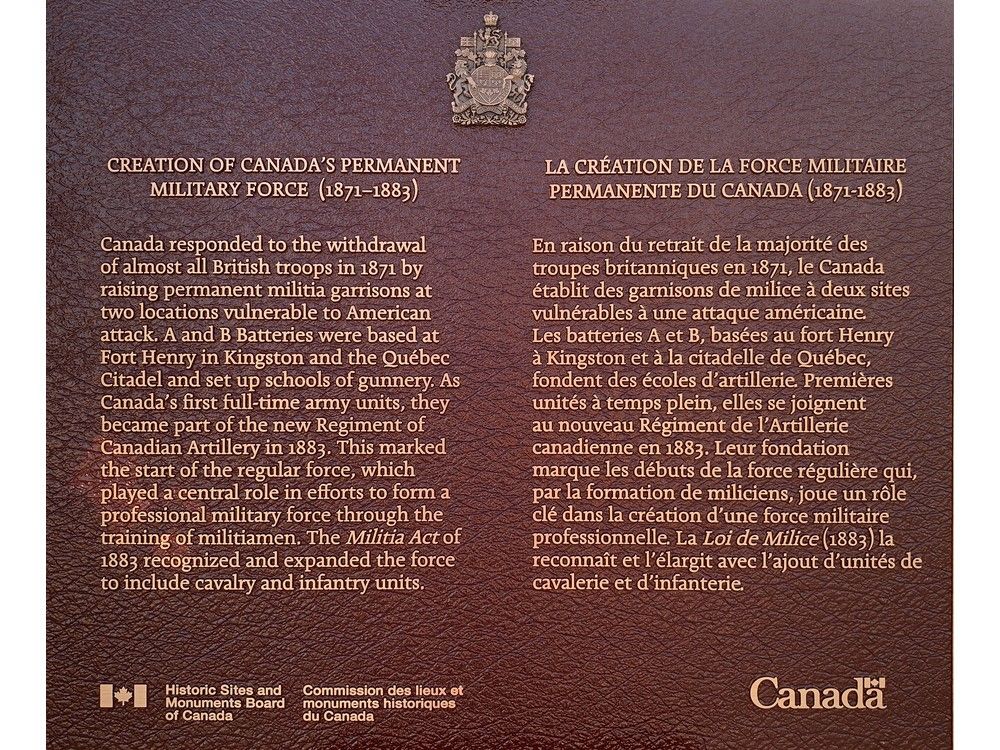 CREATION OF CANADA'S PERMANENT
MILITARY FORCE (1871–1883)
Canada responded to the withdrawal
of almost all British troops in 1871 by
raising permanent militia garrisons at
two locations vulnerable to American
attack. A and B Batteries were based at
Fort Henry in Kingston and the Québec
Citadel and set up schools of gunnery. As
Canada's first full-time army units, they
became part of the new Regiment of
Canadian Artillery in 1883. This marked
the start of the regular force, which
played a central role in efforts to form a
professional military force through the
training of militiamen. The Militia Act of
1883 recognized and expanded the force
to include cavalry and infantry units.
LA CRÉATION DE LA FORCE MILITAIRE
PERMANENTE DU CANADA (1871-1883)
En raison du retrait de la majorité des
troupes britanniques en 1871, le Canada
établit des garnisons de milice à deux sites
vulnérables à une attaque américaine.
Les batteries A et B, basées au fort Henry
à Kingston et à la citadelle de Québec,
fondent des écoles d'artillerie. Premières
unités à temps plein, elles se joignent
au nouveau Régiment de l'Artillerie
canadienne en 1883. Leur fondation
marque les débuts de la force régulière qui,
par la formation de miliciens, joue un rôle
clé dans la création d'une force militaire
professionnelle. La Loi de Milice (1883) la
reconnaît et l'élargit avec l'ajout d'unités de
cavalerie et d'infanterie.
Historic Sites and
Monuments Board
of Canada
Commission des lieux et
monuments historiques
du Canada
Canada